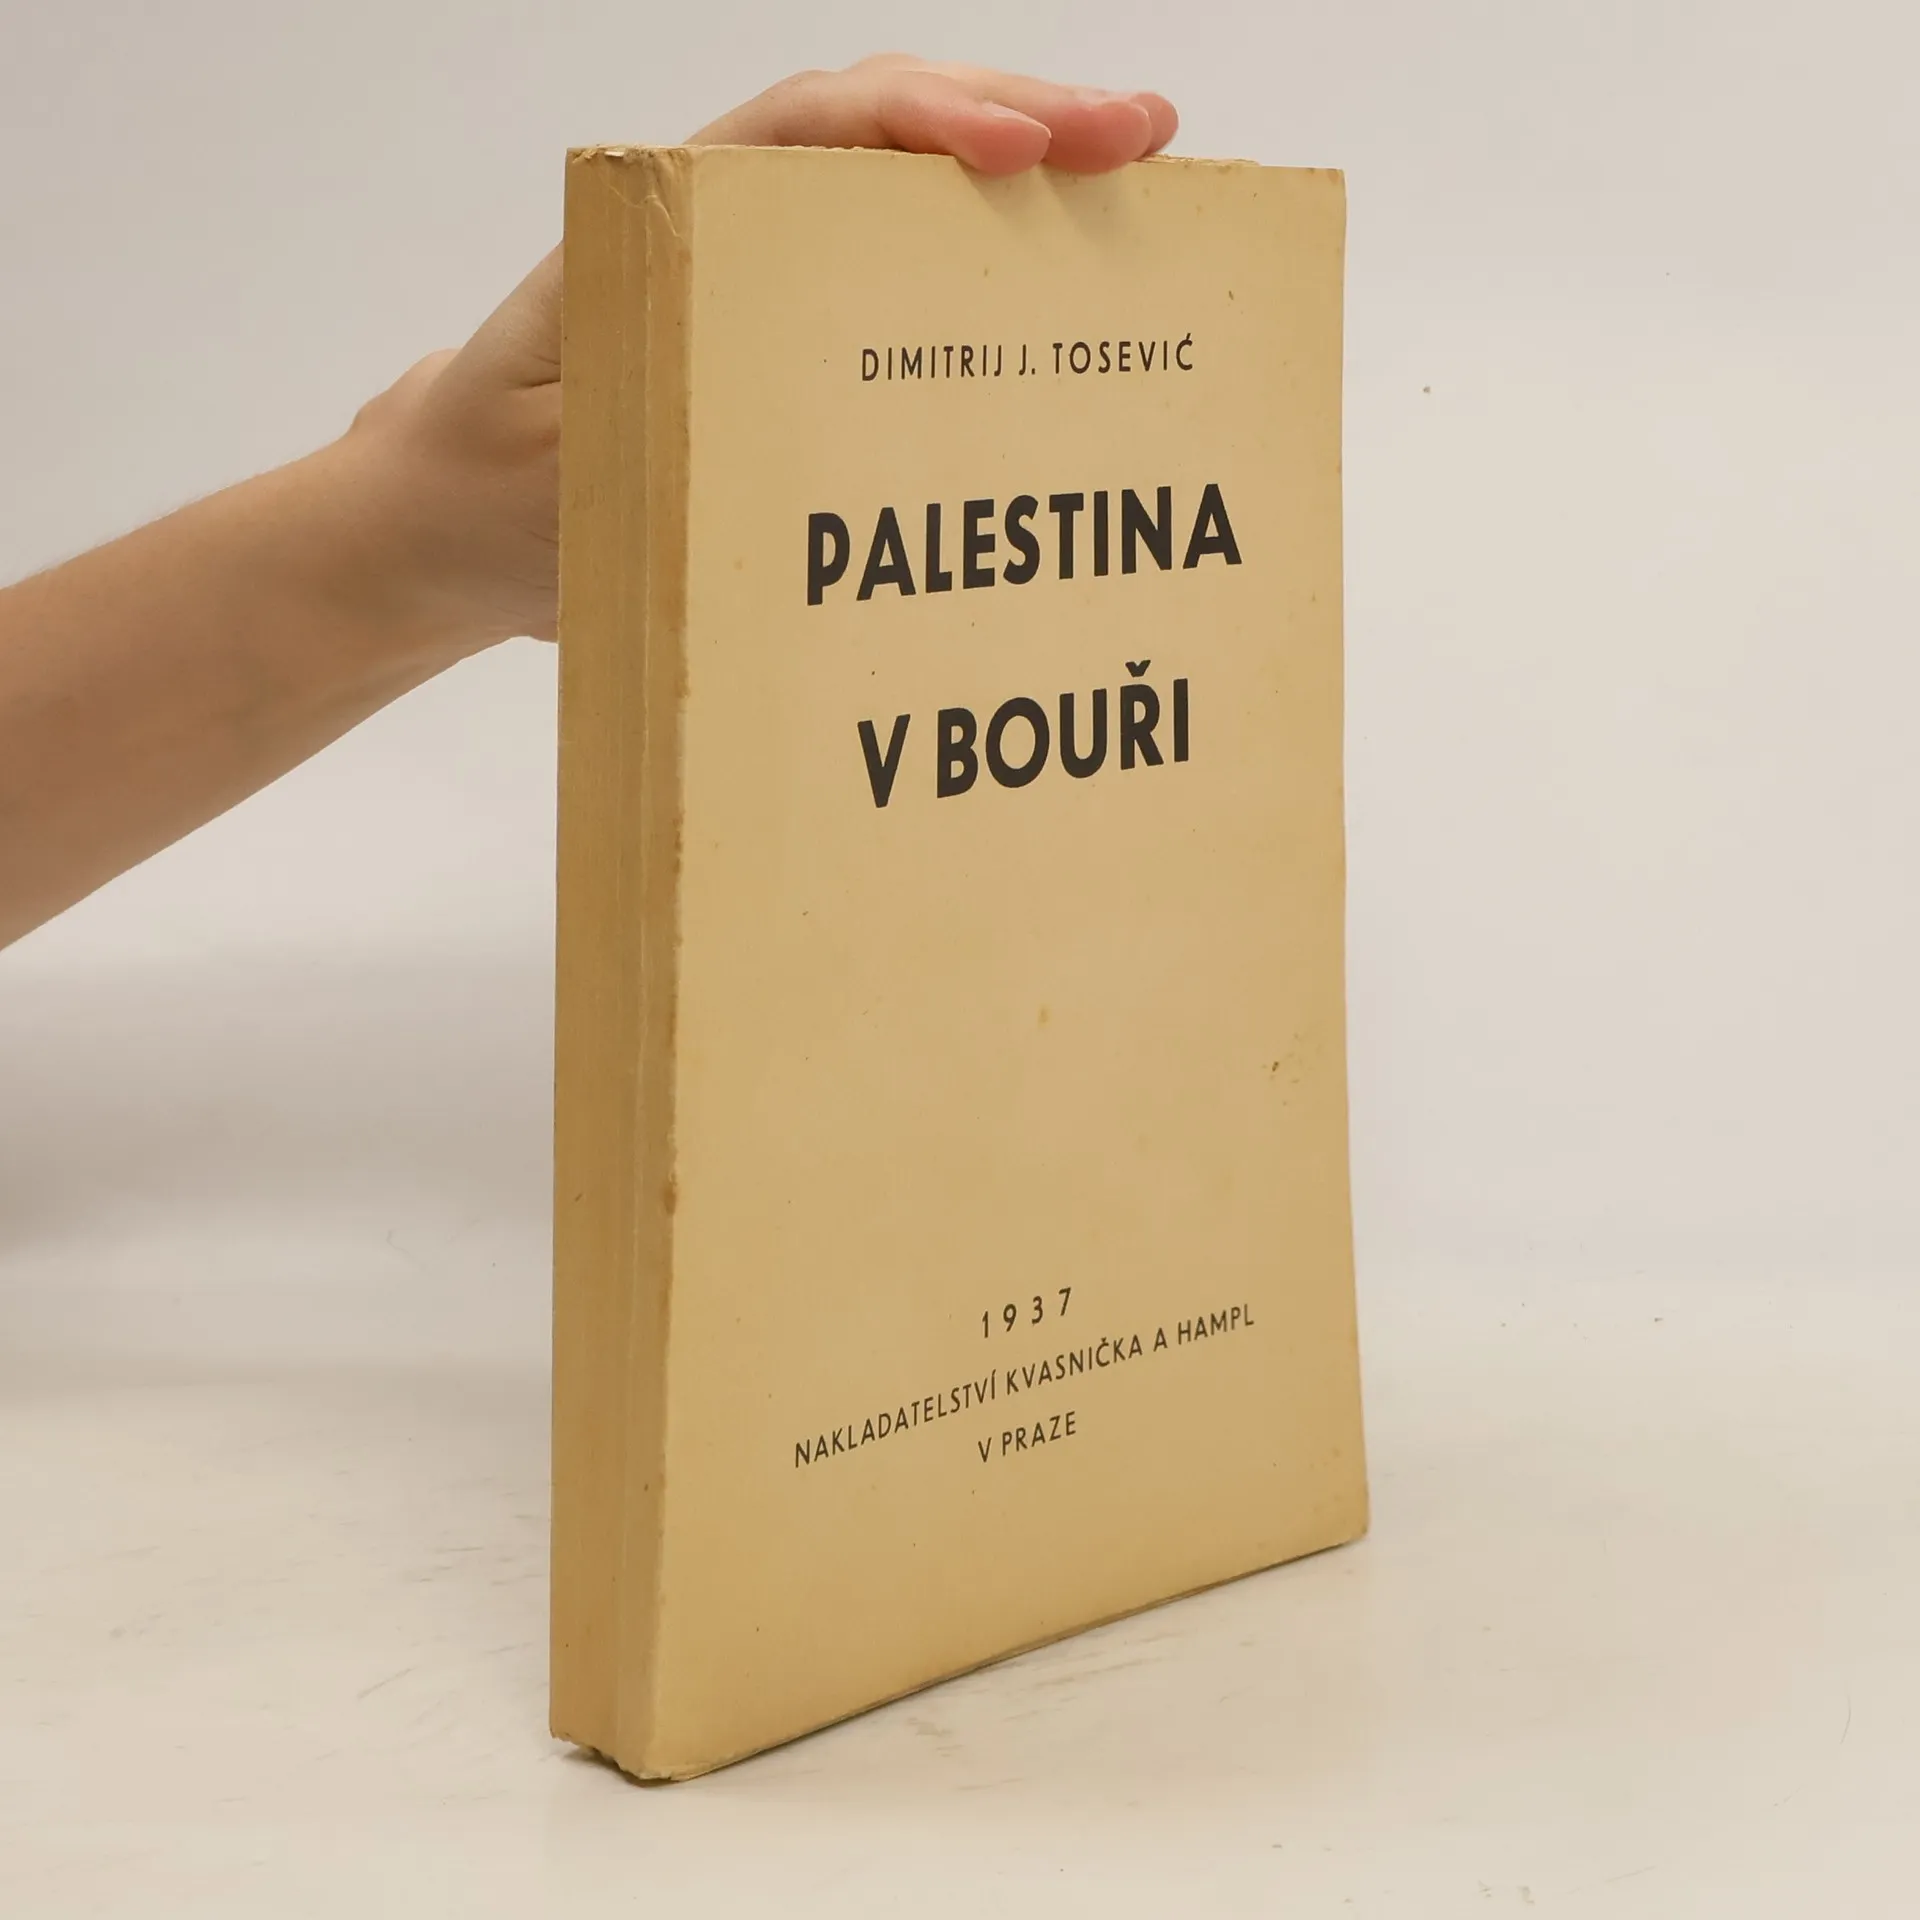 DIMITRIJ J. TOSEVIĆ
PALESTINA
V BOUŘI
1937
NAKLADATELSTVÍ KVASNIČKA A HAMPL
V PRAZE